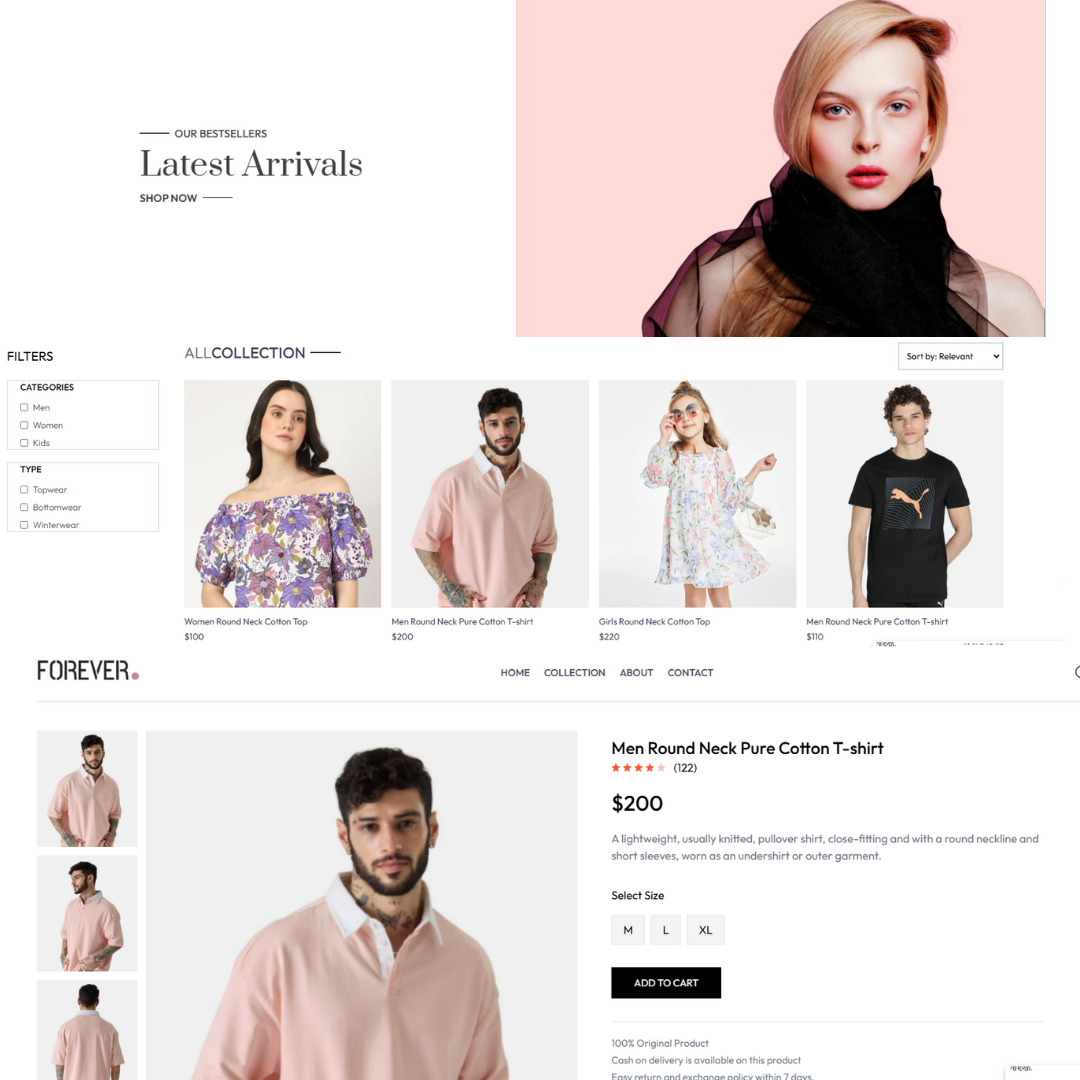 OUR BESTSELLERS
Latest Arrivals
SHOP NOW
FILTERS
CATEGORIES
Men
Women
Kids
TYPE
Topwear
Bottomwear
Winterwear
ALL COLLECTION
Sort by: Relevant
Women Round Neck Cotton Top
$100
Men Round Neck Pure Cotton T-shirt
$200
Girls Round Neck Cotton Top
$220
Men Round Neck Pure Cotton T-shirt
$110
FOREVER.
HOME COLLECTION ABOUT CONTACT
Men Round Neck Pure Cotton T-shirt
(122)
$200
A lightweight, usually knitted, pullover shirt, close-fitting and with a round neckline and
short sleeves, worn as an undershirt or outer garment.
Select Size
M L XL
ADD TO CART
100% Original Product
Cash on delivery is available on this product
Easy return and exchange policy within 7 days.
FOREVER.